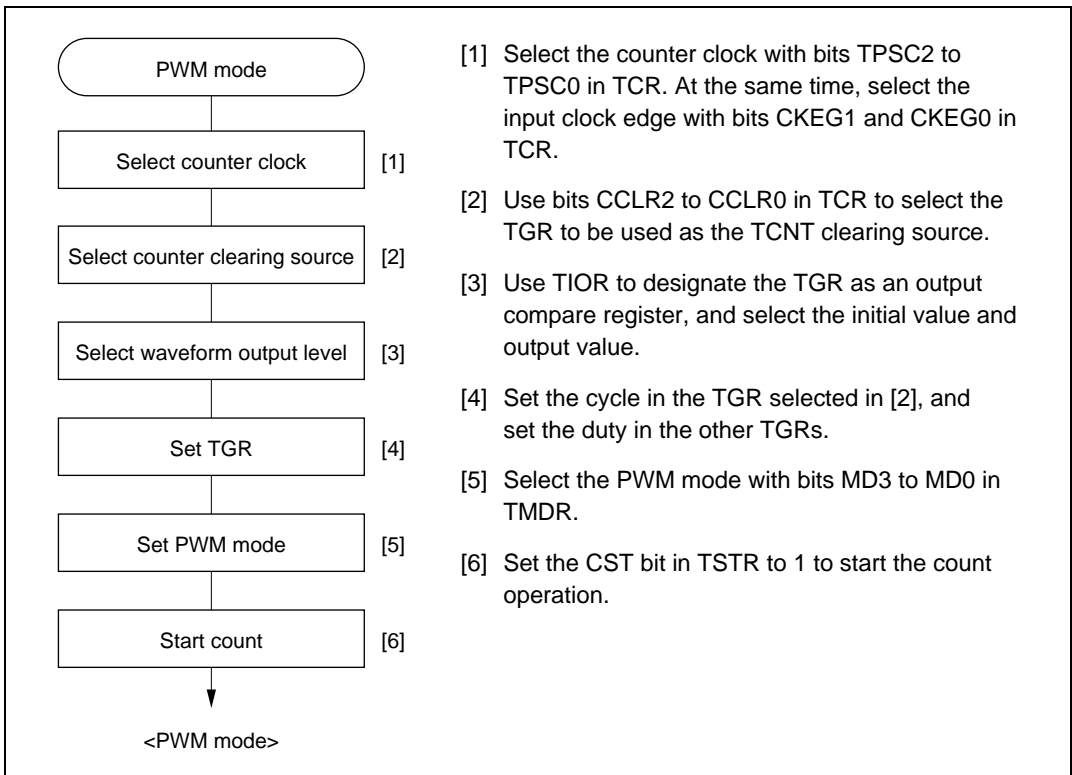 PWM mode
Select counter clock [1]
Select counter clearing source [2]
Select waveform output level [3]
Set TGR [4]
Set PWM mode [5]
Start count [6]
<PWM mode>
[1] Select the counter clock with bits TPSC2 to
TPSC0 in TCR. At the same time, select the
input clock edge with bits CKEG1 and CKEG0 in
TCR.
[2] Use bits CCLR2 to CCLR0 in TCR to select the
TGR to be used as the TCNT clearing source.
[3] Use TIOR to designate the TGR as an output
compare register, and select the initial value and
output value.
[4] Set the cycle in the TGR selected in [2], and
set the duty in the other TGRs.
[5] Select the PWM mode with bits MD3 to MD0 in
TMDR.
[6] Set the CST bit in TSTR to 1 to start the count
operation.